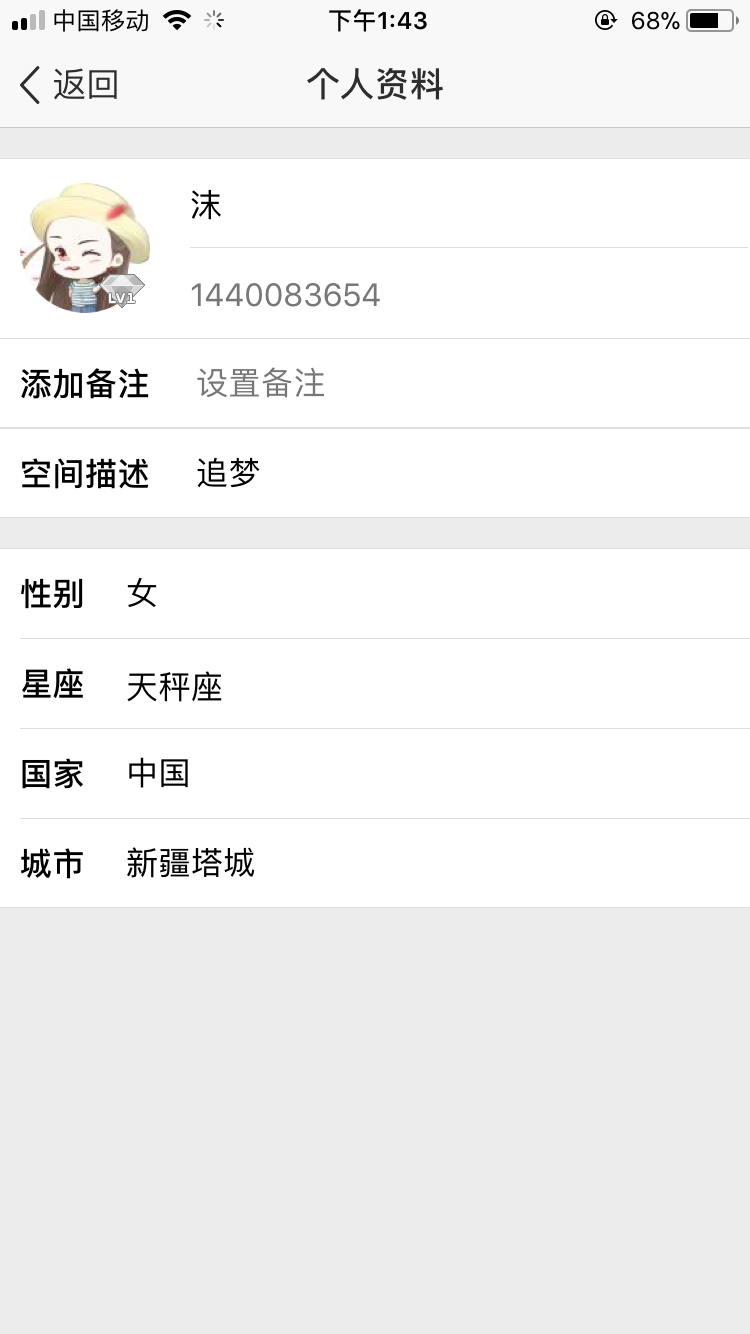 中国移动 下午1:43 68%
返回 个人资料
沫
LV1
1440083654
添加备注 设置备注
空间描述 追梦
性别 女
星座 天秤座
国家 中国
城市 新疆塔城